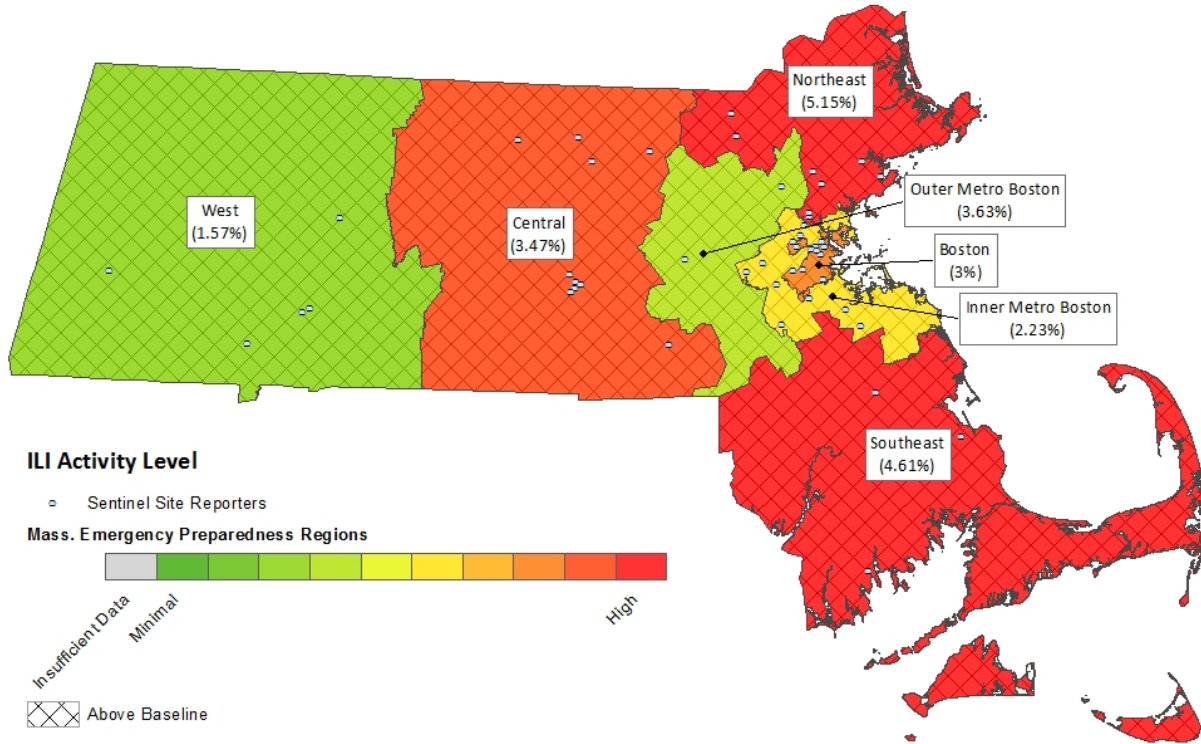 Northeast
(5.15%)
Outer Metro Boston
(3.63%)
West
(1.57%)
Central
(3.47%)
Boston
(3%)
Inner Metro Boston
(2.23%)
Southeast
(4.61%)
ILI Activity Level
Sentinel Site Reporters
Mass. Emergency Preparedness Regions
Insufficient Data
Minimal
High
Above Baseline